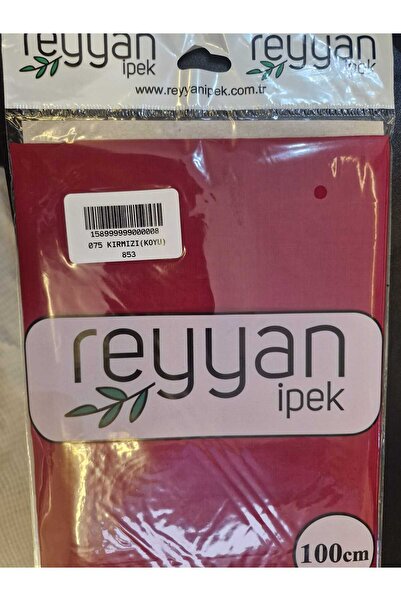 reyyan reyyan
ipek ipek
www.reyyanipek.com.tr
158999999000008
075 KIRMIZI(KOYU)
853
reyyan
ipek
100cm